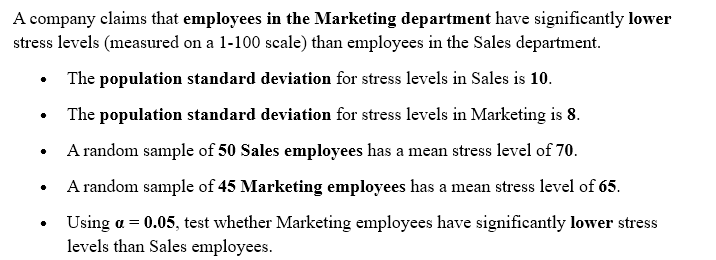 A company claims that employees in the Marketing department have significantly lower
stress levels (measured on a 1-100 scale) than employees in the Sales department.
• The population standard deviation for stress levels in Sales is 10.
• The population standard deviation for stress levels in Marketing is 8.
• A random sample of 50 Sales employees has a mean stress level of 70.
• A random sample of 45 Marketing employees has a mean stress level of 65.
• Using α = 0.05, test whether Marketing employees have significantly lower stress
levels than Sales employees.